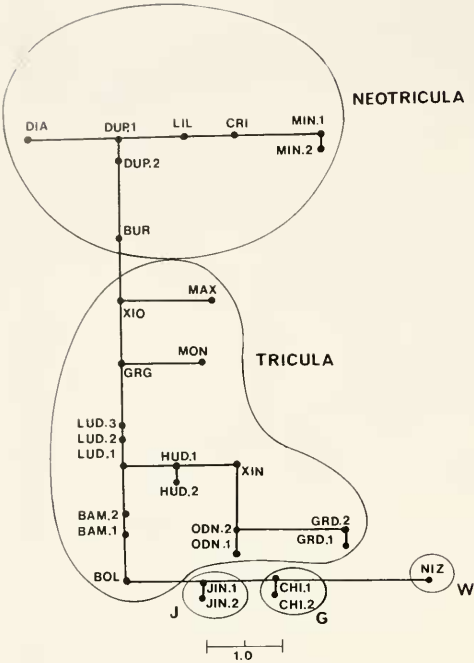 NEOTRICULA
DIA DUP.1 LIL CRI MIN.1
MIN.2
DUP.2
BUR
MAX
XIO
TRICULA
MON
GRG
LUD.3
LUD.2
LUD.1
HUD.1
XIN
HUD.2
BAM.2
BAM.1
ODN.2
ODN.1
GRD.2
GRD.1
BOL
JIN.1
JIN.2
CHI.1
CHI.2
NIZ
J
G
W
1.0